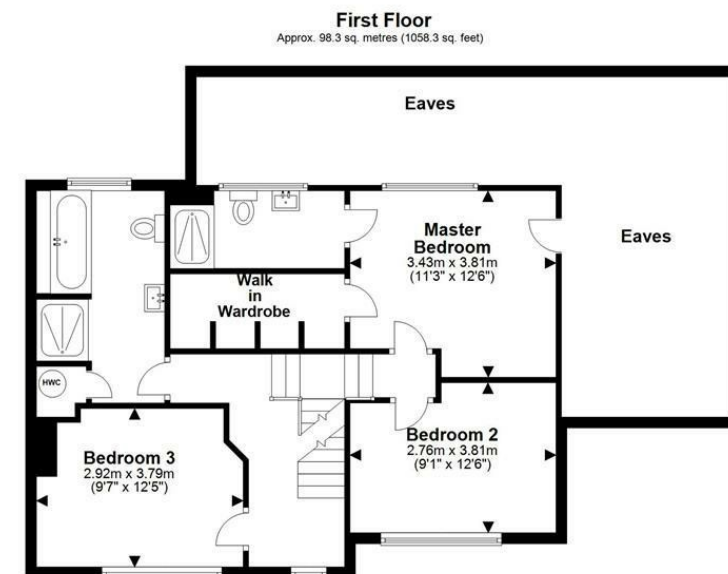 First Floor
Approx. 98.3 sq. metres (1058.3 sq. feet)
Eaves
Master
Bedroom
3.43m x 3.81m
(11'3" x 12'6")
Eaves
Walk
in
Wardrobe
HWC
Bedroom 2
2.76m x 3.81m
(9'1" x 12'6")
Bedroom 3
2.92m x 3.79m
(9'7" x 12'5")